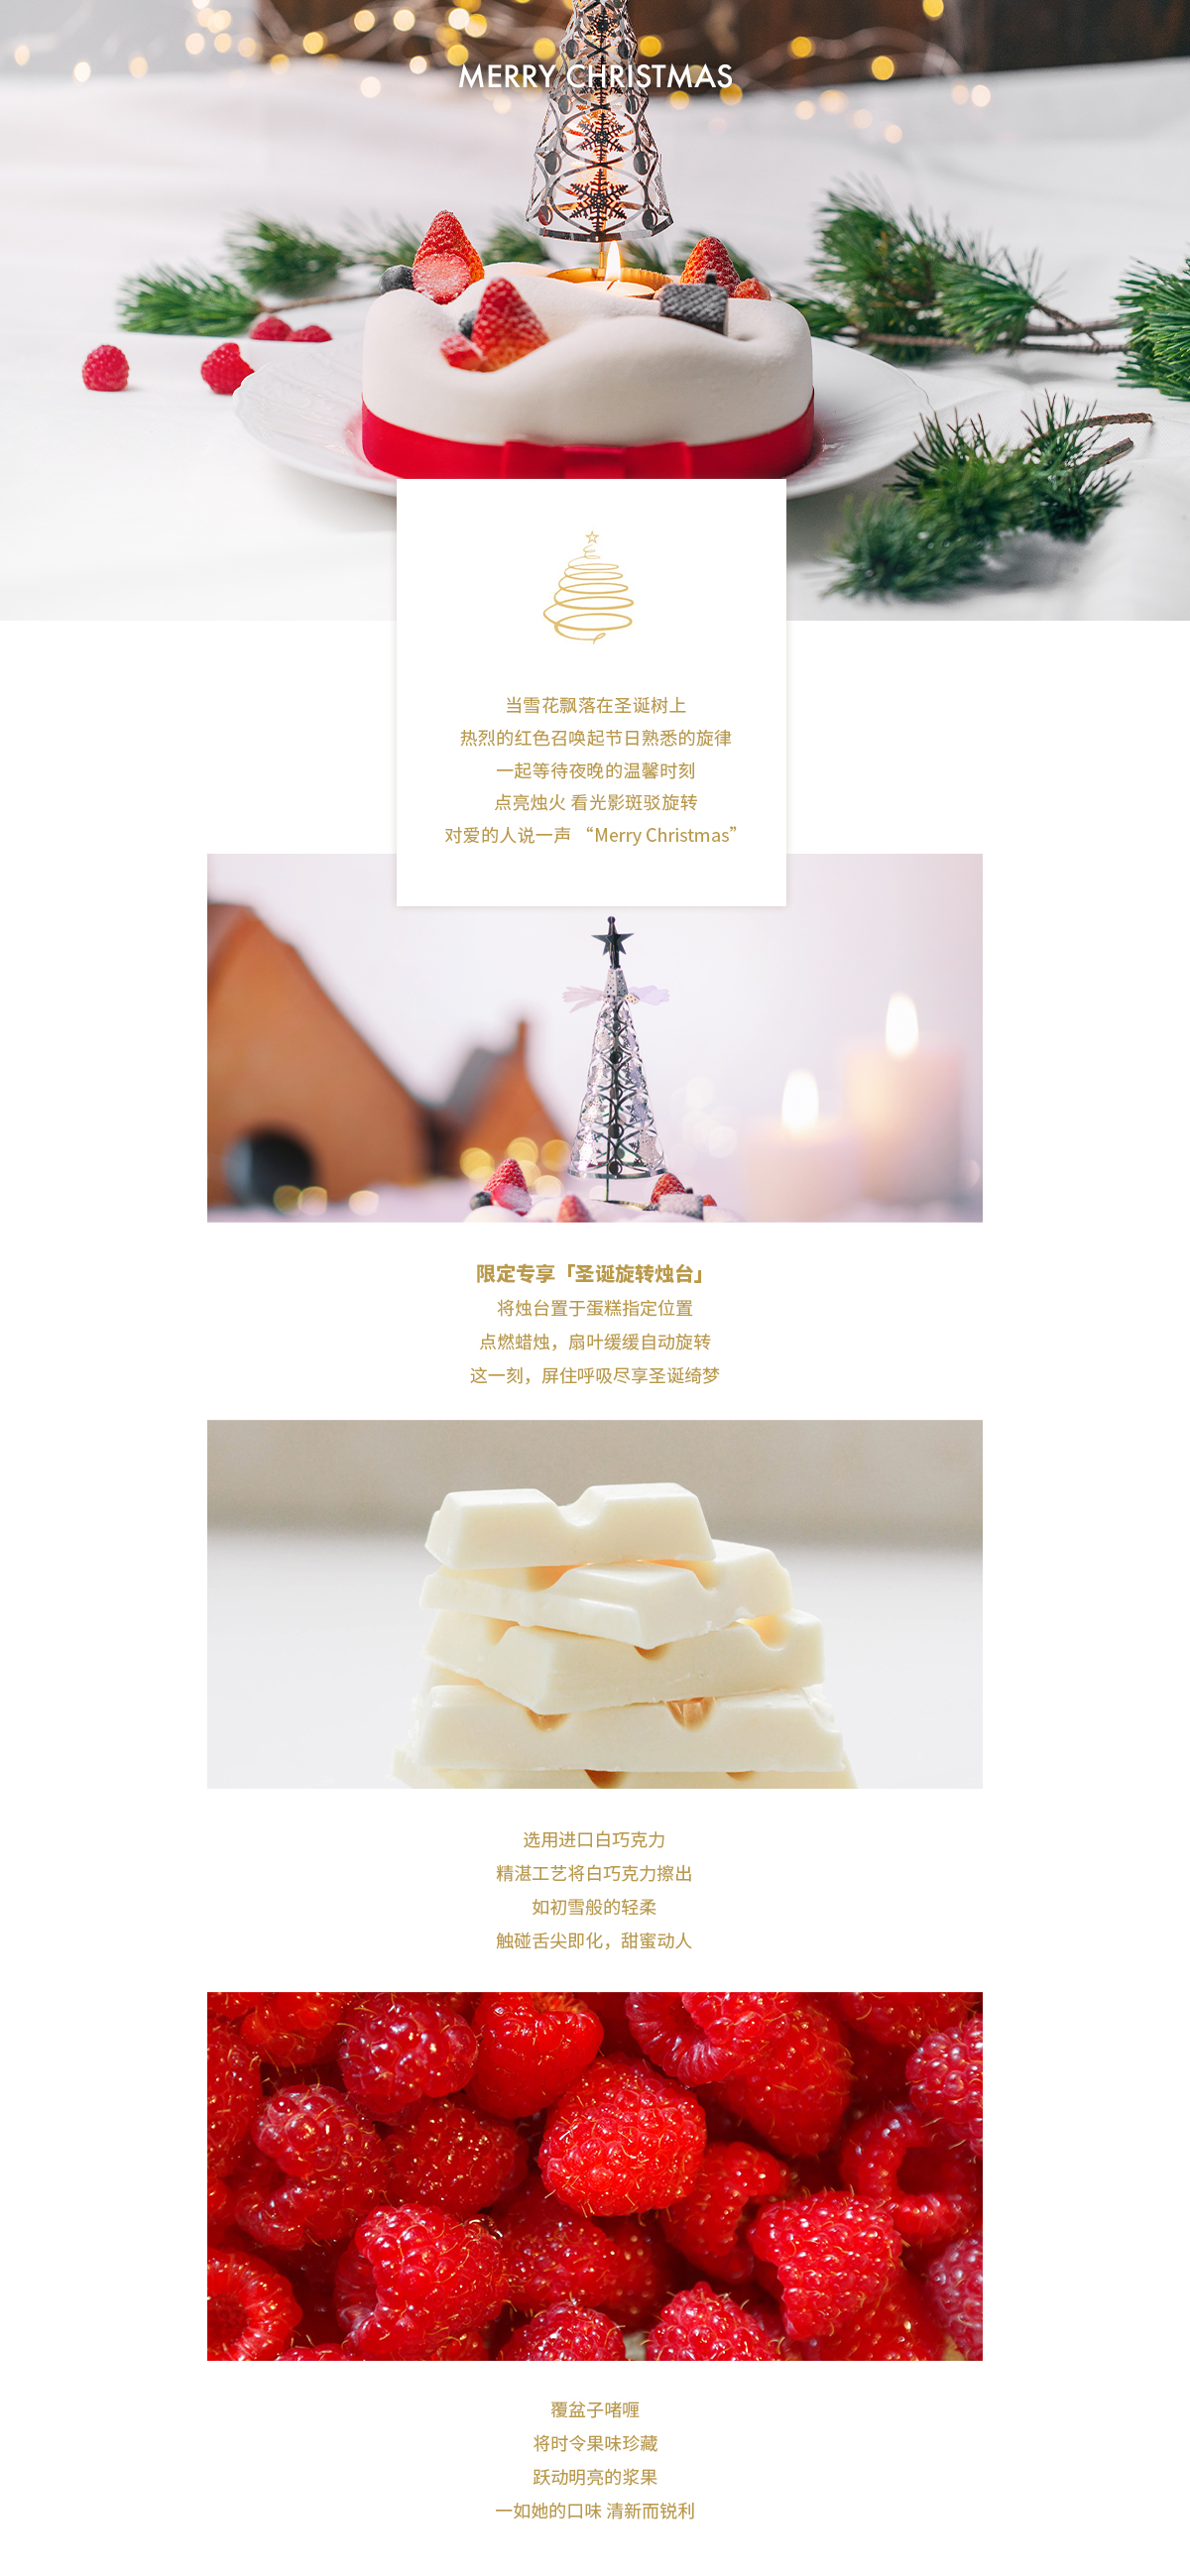 MERRY CHRISTMAS
当雪花飘落在圣诞树上
热烈的红色召唤起节日熟悉的旋律
一起等待夜晚的温馨时刻
点亮烛火 看光影斑驳旋转
对爱的人说一声 “Merry Christmas”
限定专享「圣诞旋转烛台」
将烛台置于蛋糕指定位置
点燃蜡烛，扇叶缓缓自动旋转
这一刻，屏住呼吸尽享圣诞绮梦
选用进口白巧克力
精湛工艺将白巧克力擦出
如初雪般的轻柔
触碰舌尖即化，甜蜜动人
覆盆子啫喱
将时令果味珍藏
跃动明亮的浆果
一如她的口味 清新而锐利